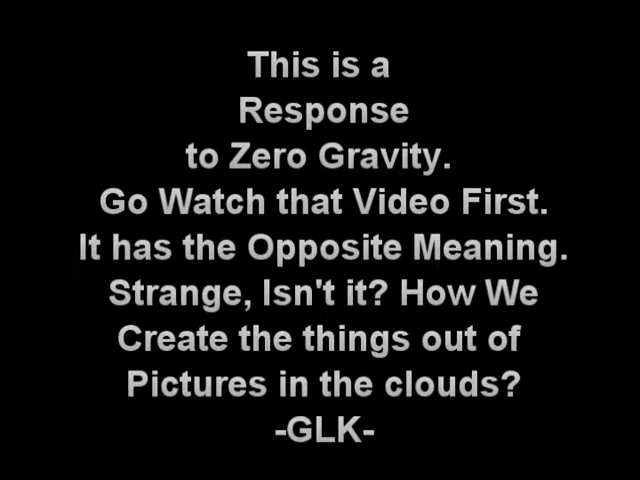 This is a
Response
to Zero Gravity.
Go Watch that Video First.
It has the Opposite Meaning.
Strange, Isn't it? How We
Create the things out of
Pictures in the clouds?
-GLK-